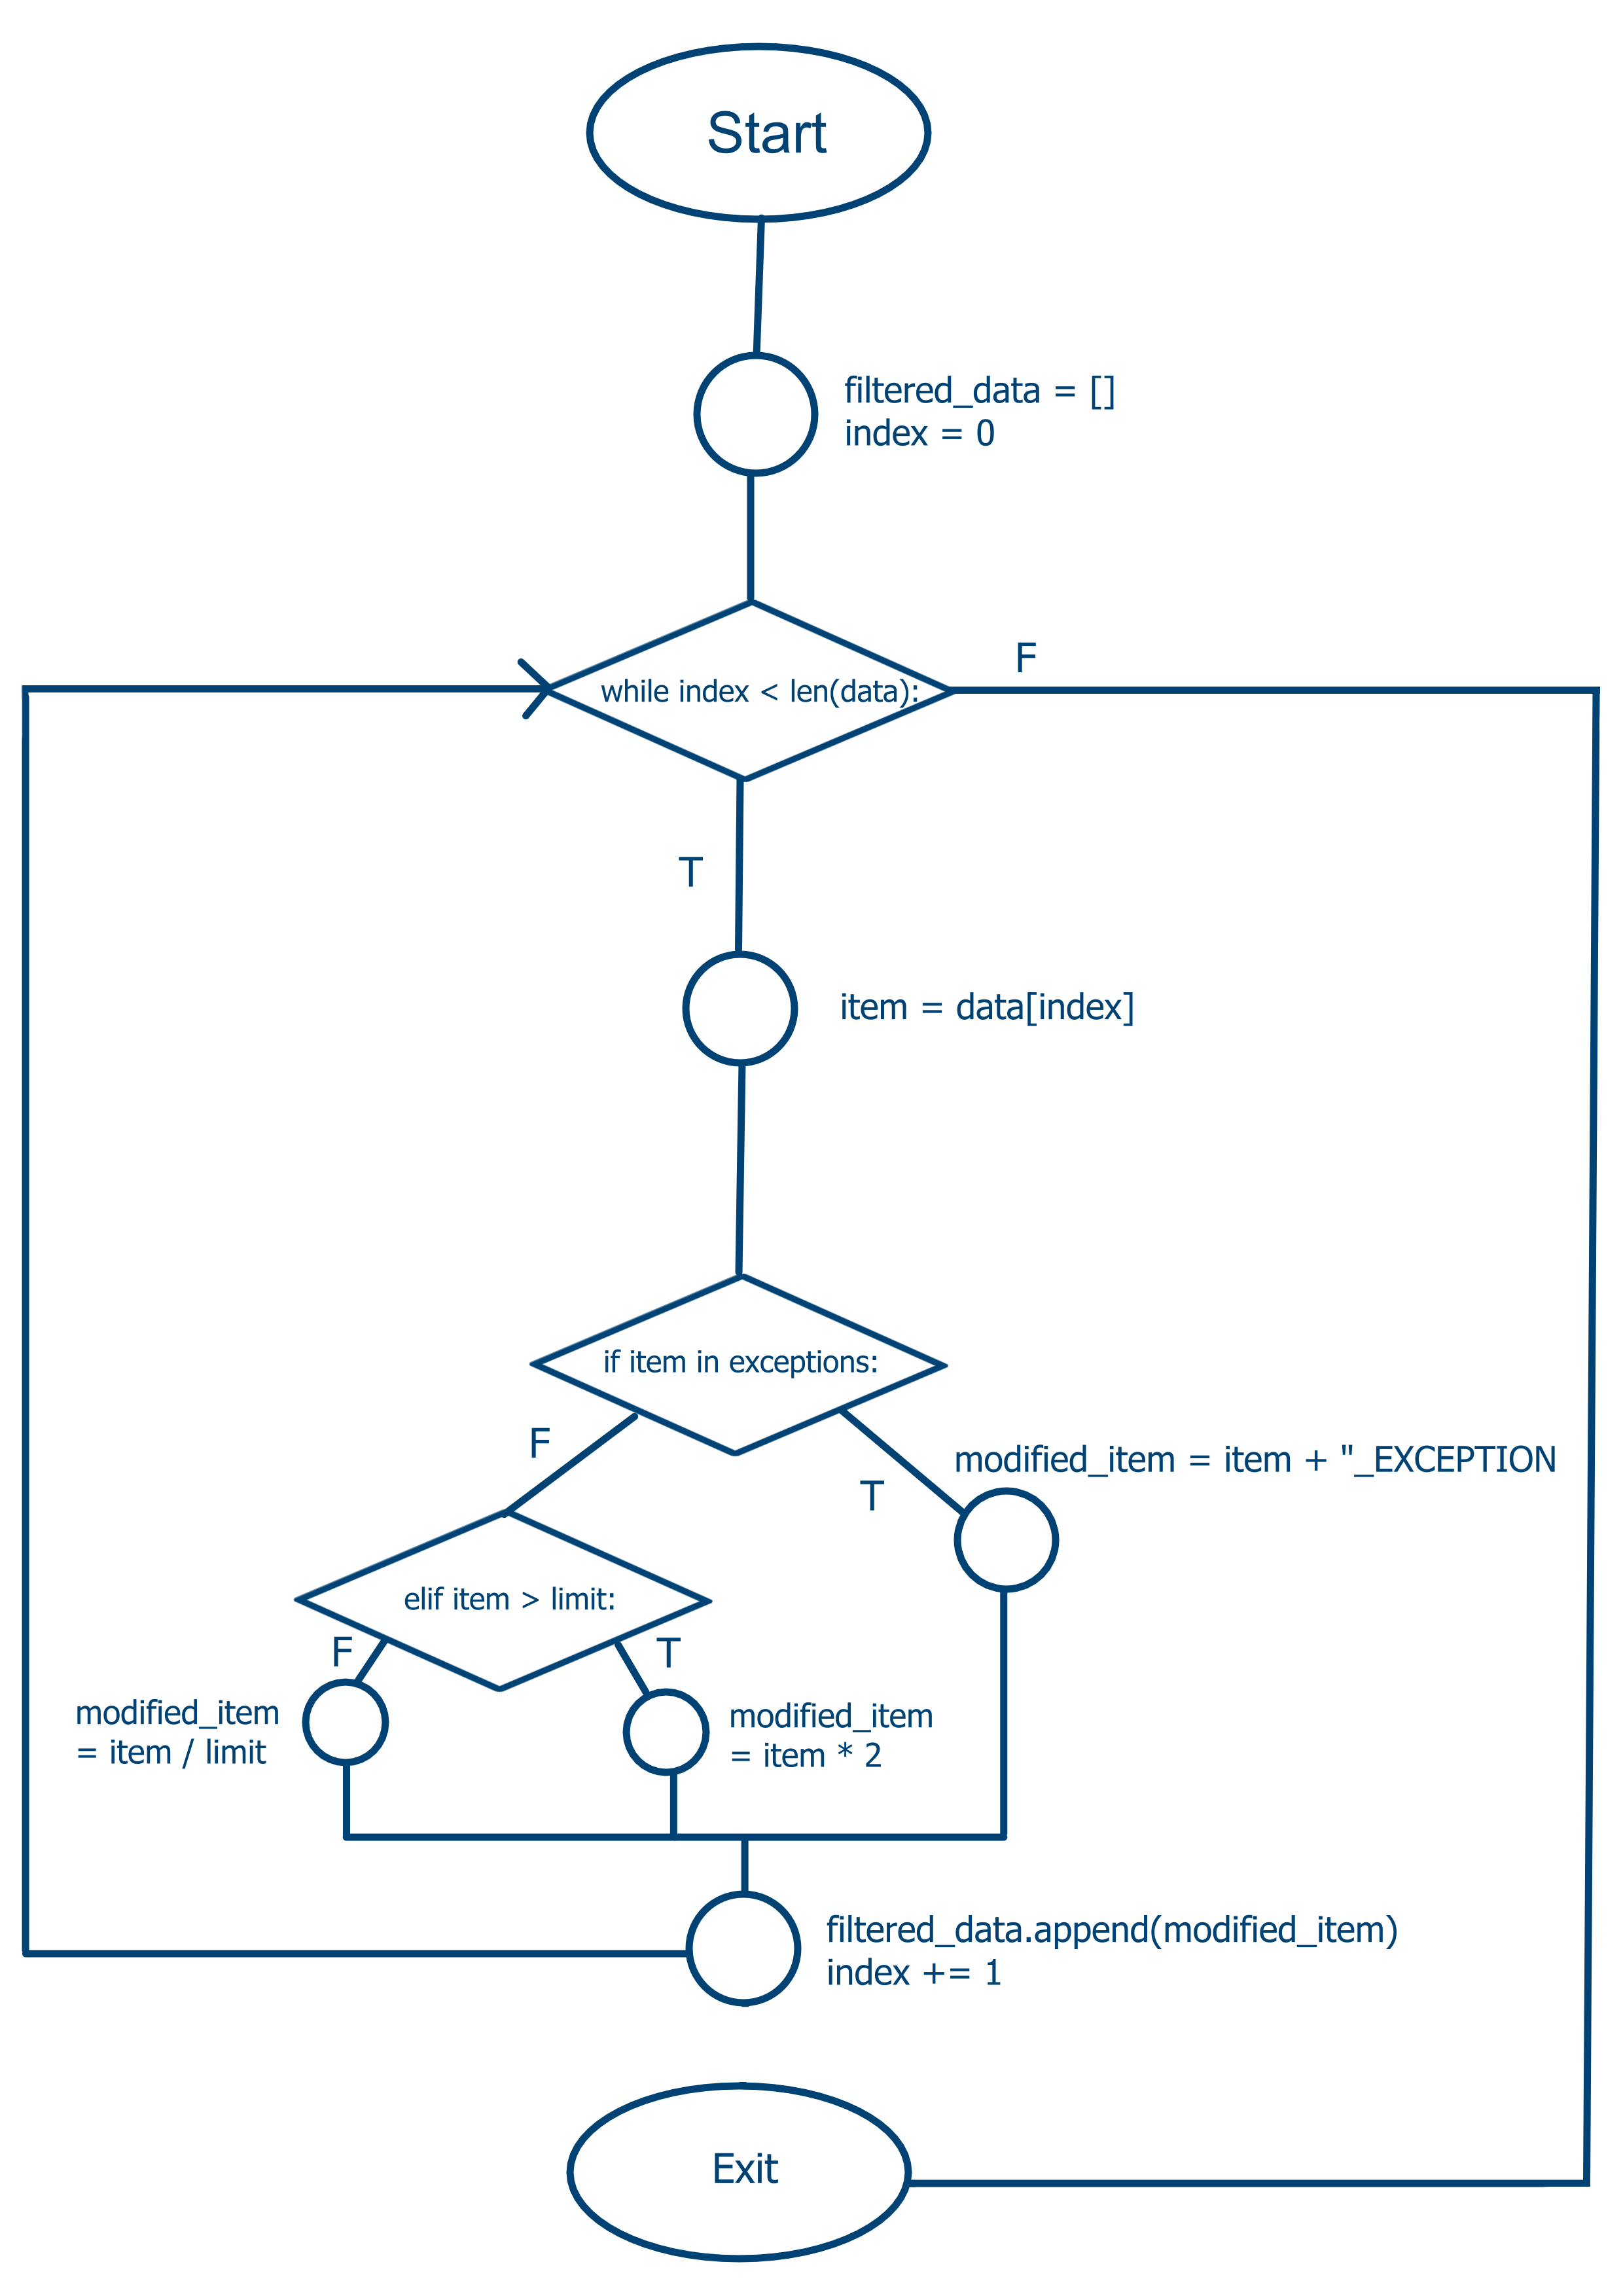 Start
filtered_data = []
index = 0
while index < len(data):
F
T
item = data[index]
if item in exceptions:
F
T
modified_item = item + "_EXCEPTION
elif item > limit:
F
T
modified_item
= item / limit
modified_item
= item * 2
filtered_data.append(modified_item)
index += 1
Exit